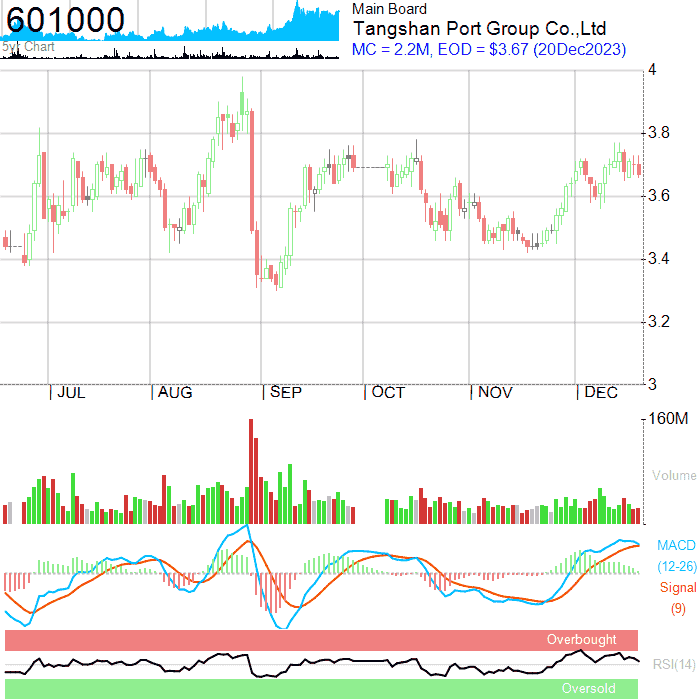 601000
5yr Chart
Main Board
Tangshan Port Group Co.,Ltd
MC = 2.2M, EOD = $3.67 (20Dec2023)
4
3.8
3.6
3.4
3.2
3
JUL
AUG
SEP
OCT
NOV
DEC
160M
Volume
MACD
(12-26)
Signal
(9)
Overbought
RSI(14)
Oversold